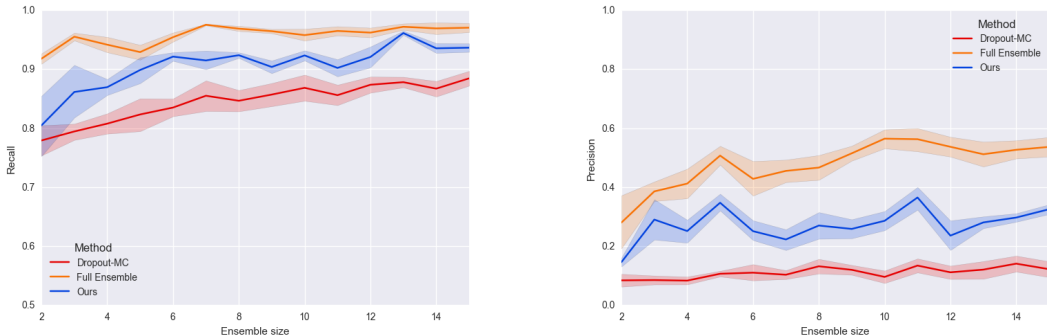 1.0
0.9
0.8
0.7
0.6
0.5
Recall
Method
Dropout-MC
Full Ensemble
Ours
2 4 6 8 10 12 14
Ensemble size
1.0
0.8
0.6
0.4
0.2
0.0
Precision
Method
Dropout-MC
Full Ensemble
Ours
2 4 6 8 10 12 14
Ensemble size